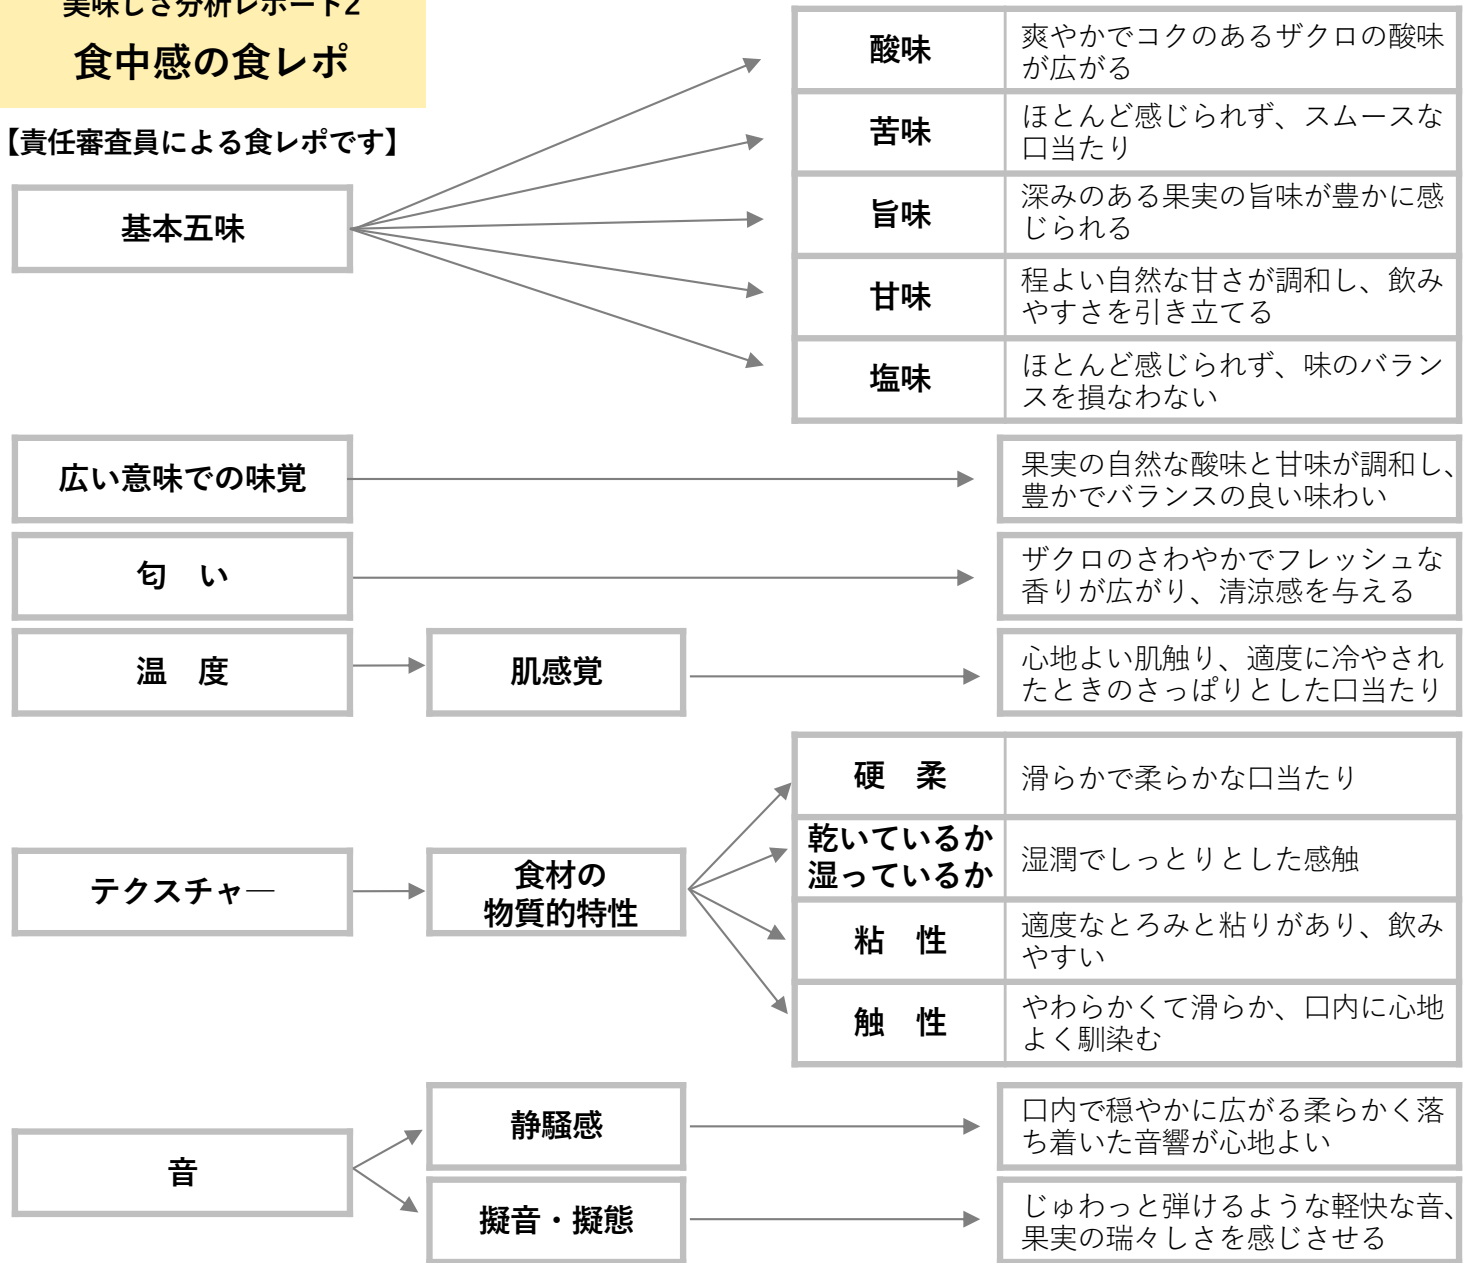 美味しさ分析レポート2
食中感の食レポ
【責任審査員による食レポです】
基本五味
酸味
爽やかでコクのあるザクロの酸味
が広がる
苦味
ほとんど感じられず、スムースな
口当たり
旨味
深みのある果実の旨味が豊かに感
じられる
甘味
程よい自然な甘さが調和し、飲み
やすさを引き立てる
塩味
ほとんど感じられず、味のバラン
スを損なわない
広い意味での味覚
果実の自然な酸味と甘味が調和し、
豊かでバランスの良い味わい
匂　い
ザクロのさわやかでフレッシュな
香りが広がり、清涼感を与える
温　度
肌感覚
心地よい肌触り、適度に冷やされ
たときのさっぱりとした口当たり
テクスチャ―
食材の
物質的特性
硬　柔
滑らかで柔らかな口当たり
乾いているか
湿っているか
湿潤でしっとりとした感触
粘　性
適度なとろみと粘りがあり、飲み
やすい
触　性
やわらかくて滑らか、口内に心地
よく馴染む
音
静騒感
口内で穏やかに広がる柔らかく落
ち着いた音響が心地よい
擬音・擬態
じゅわっと弾けるような軽快な音、
果実の瑞々しさを感じさせる